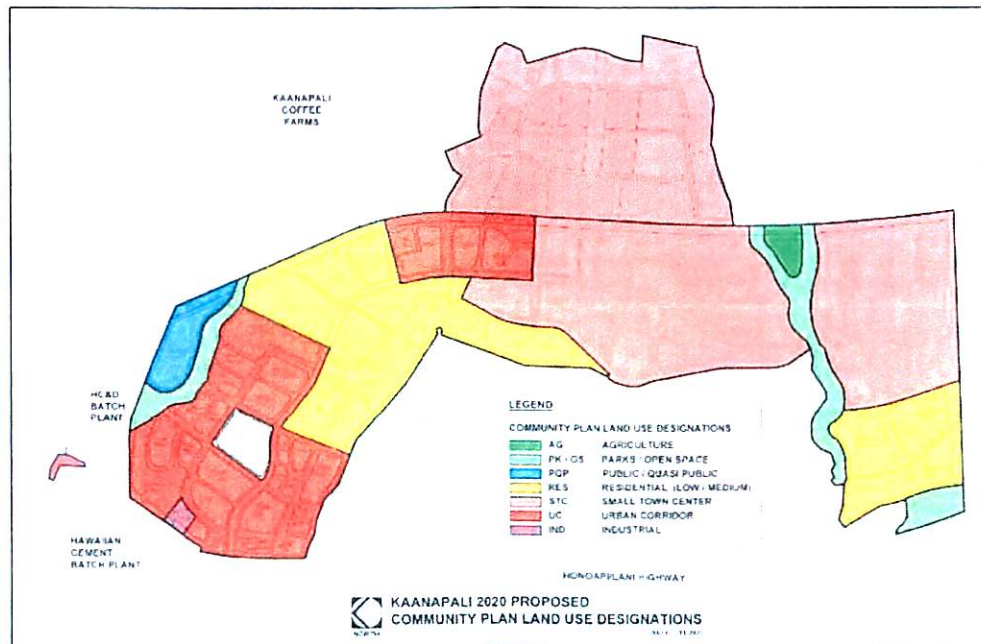 KAANAPALI
COFFEE
FARMS
HC&D
BATCH
PLANT
HAWAIIAN
CEMENT
BATCH PLANT
LEGEND
COMMUNITY PLAN LAND USE DESIGNATIONS
AG AGRICULTURE
PK / OS PARKS / OPEN SPACE
PQP PUBLIC / QUASI PUBLIC
RES RESIDENTIAL (LOW / MEDIUM)
STC SMALL TOWN CENTER
UC URBAN CORRIDOR
IND INDUSTRIAL
HONOAPIILANI HIGHWAY
KAANAPALI 2020 PROPOSED
COMMUNITY PLAN LAND USE DESIGNATIONS
NORTH